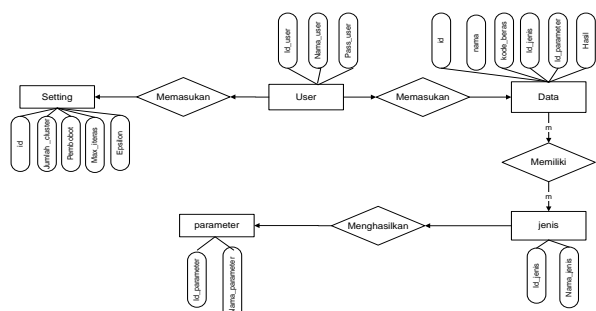 Id_user
Nama_user
Pass_user
id
nama
kode_beras
Id_jenis
Id_parameter
Hasil
Setting
Memasukan
User
Memasukan
Data
id
Jumlah_cluster
Pembobot
Max_iteras
Epsilon
m
Memiliki
m
parameter
Menghasilkan
jenis
Id_parameter
Nama_parameter
Id_jenis
Nama_jenis